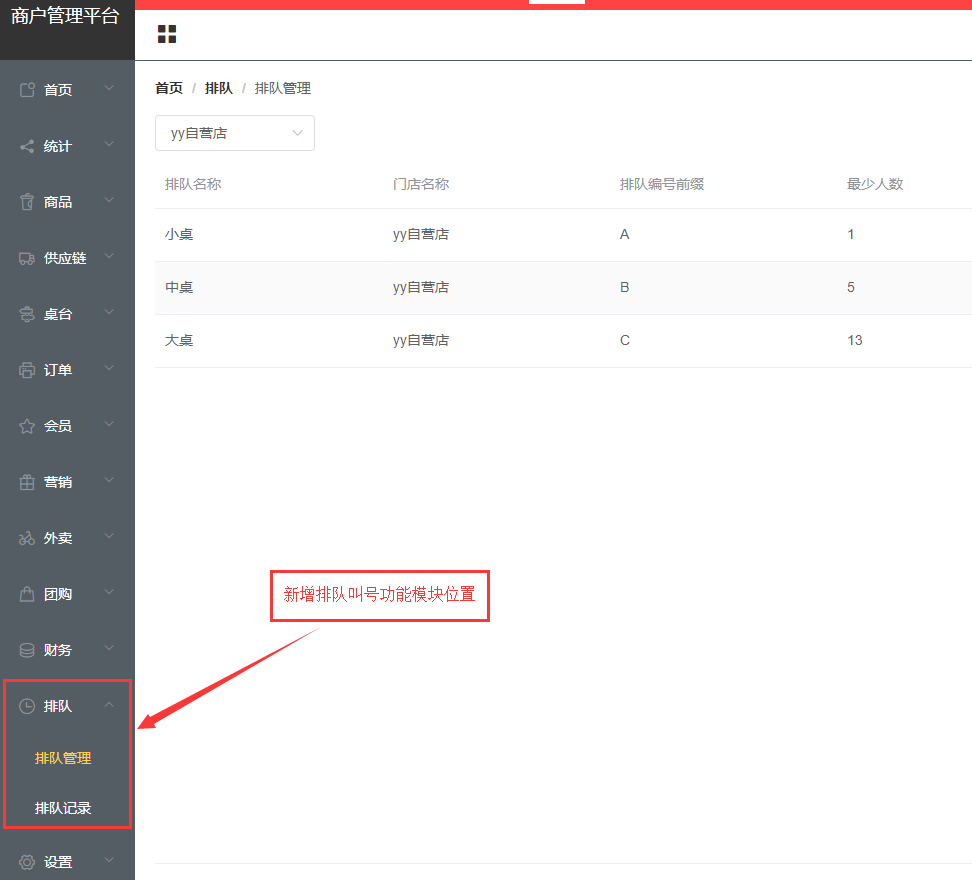 商户管理平台
首页
统计
商品
供应链
桌台
订单
会员
营销
外卖
团购
财务
排队
排队管理
排队记录
设置
首页 / 排队 / 排队管理
yy自营店
排队名称 门店名称 排队编号前缀 最少人数
小桌 yy自营店 A 1
中桌 yy自营店 B 5
大桌 yy自营店 C 13
新增排队叫号功能模块位置